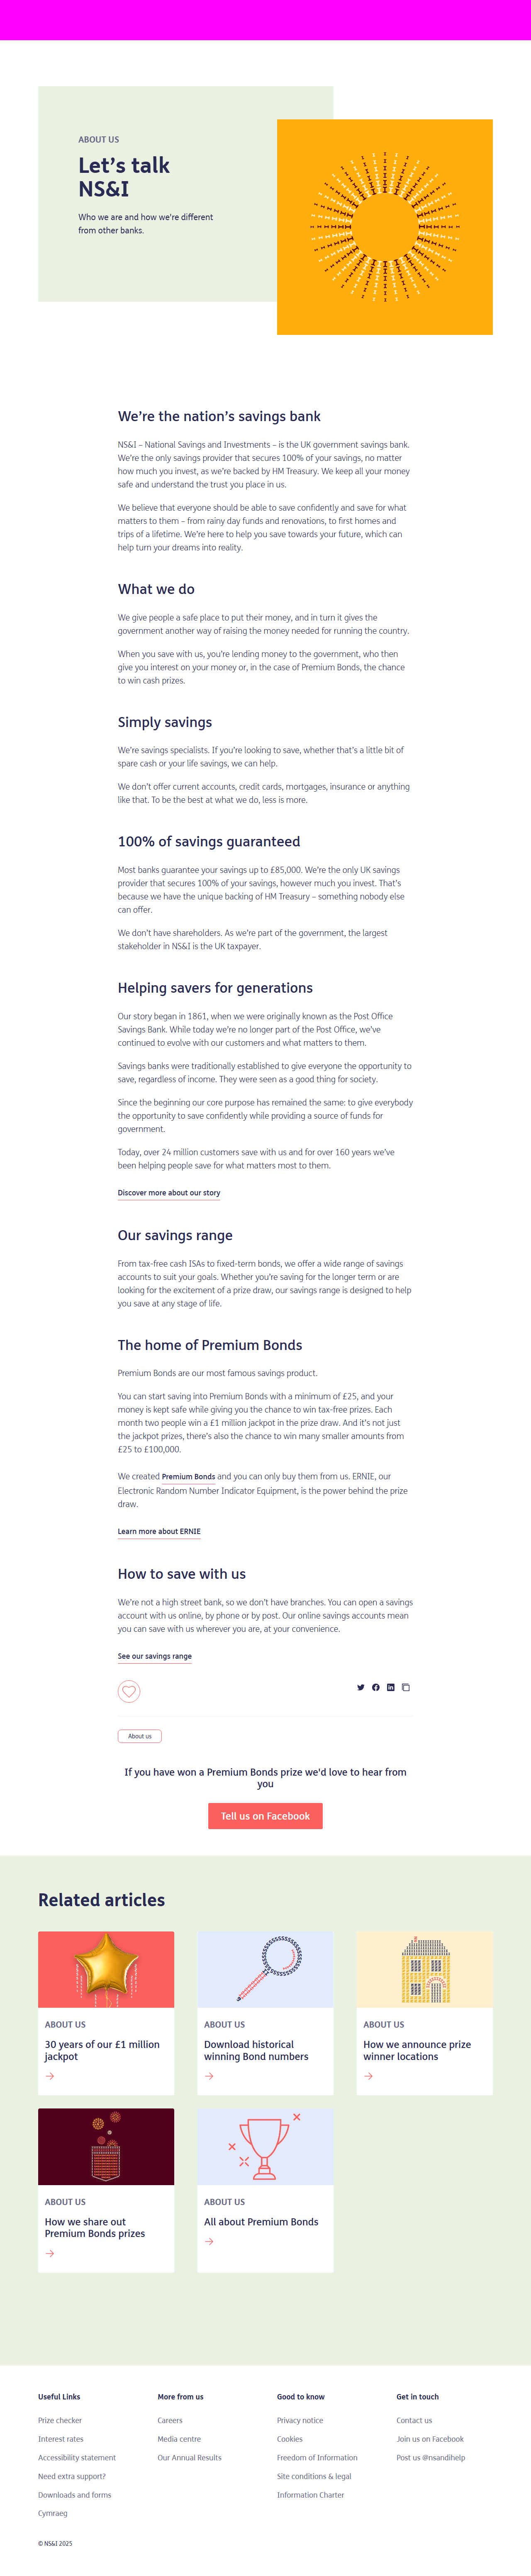 ABOUT US
Let’s talk
NS&I
Who we are and how we're different
from other banks.
We’re the nation’s savings bank
NS&I – National Savings and Investments – is the UK government savings bank.
We’re the only savings provider that secures 100% of your savings, no matter
how much you invest, as we’re backed by HM Treasury. We keep all your money
safe and understand the trust you place in us.
We believe that everyone should be able to save confidently and save for what
matters to them – from rainy day funds and renovations, to first homes and
trips of a lifetime. We’re here to help you save towards your future, which can
help turn your dreams into reality.
What we do
We give people a safe place to put their money, and in turn it gives the
government another way of raising the money needed for running the country.
When you save with us, you’re lending money to the government, who then
give you interest on your money or, in the case of Premium Bonds, the chance
to win cash prizes.
Simply savings
We’re savings specialists. If you’re looking to save, whether that’s a little bit of
spare cash or your life savings, we can help.
We don’t offer current accounts, credit cards, mortgages, insurance or anything
like that. To be the best at what we do, less is more.
100% of savings guaranteed
Most banks guarantee your savings up to £85,000. We’re the only UK savings
provider that secures 100% of your savings, however much you invest. That’s
because we have the unique backing of HM Treasury – something nobody else
can offer.
We don’t have shareholders. As we’re part of the government, the largest
stakeholder in NS&I is the UK taxpayer.
Helping savers for generations
Our story began in 1861, when we were originally known as the Post Office
Savings Bank. While today we’re no longer part of the Post Office, we’ve
continued to evolve with our customers and what matters to them.
Savings banks were traditionally established to give everyone the opportunity to
save, regardless of income. They were seen as a good thing for society.
Since the beginning our core purpose has remained the same: to give everybody
the opportunity to save confidently while providing a source of funds for
government.
Today, over 24 million customers save with us and for over 160 years we’ve
been helping people save for what matters most to them.
Discover more about our story
Our savings range
From tax-free cash ISAs to fixed-term bonds, we offer a wide range of savings
accounts to suit your goals. Whether you’re saving for the longer term or are
looking for the excitement of a prize draw, our savings range is designed to help
you save at any stage of life.
The home of Premium Bonds
Premium Bonds are our most famous savings product.
You can start saving into Premium Bonds with a minimum of £25, and your
money is kept safe while giving you the chance to win tax-free prizes. Each
month two people win a £1 million jackpot in the prize draw. And it’s not just
the jackpot prizes, there’s also the chance to win many smaller amounts from
£25 to £100,000.
We created Premium Bonds and you can only buy them from us. ERNIE, our
Electronic Random Number Indicator Equipment, is the power behind the prize
draw.
Learn more about ERNIE
How to save with us
We’re not a high street bank, so we don’t have branches. You can open a savings
account with us online, by phone or by post. Our online savings accounts mean
you can save with us wherever you are, at your convenience.
See our savings range
About us
If you have won a Premium Bonds prize we'd love to hear from
you
Tell us on Facebook
Related articles
ABOUT US
30 years of our £1 million
jackpot
ABOUT US
Download historical
winning Bond numbers
ABOUT US
How we announce prize
winner locations
ABOUT US
How we share out
Premium Bonds prizes
ABOUT US
All about Premium Bonds
Useful Links
Prize checker
Interest rates
Accessibility statement
Need extra support?
Downloads and forms
Cymraeg
More from us
Careers
Media centre
Our Annual Results
Good to know
Privacy notice
Cookies
Freedom of Information
Site conditions & legal
Information Charter
Get in touch
Contact us
Join us on Facebook
Post us @nsandihelp
© NS&I 2025